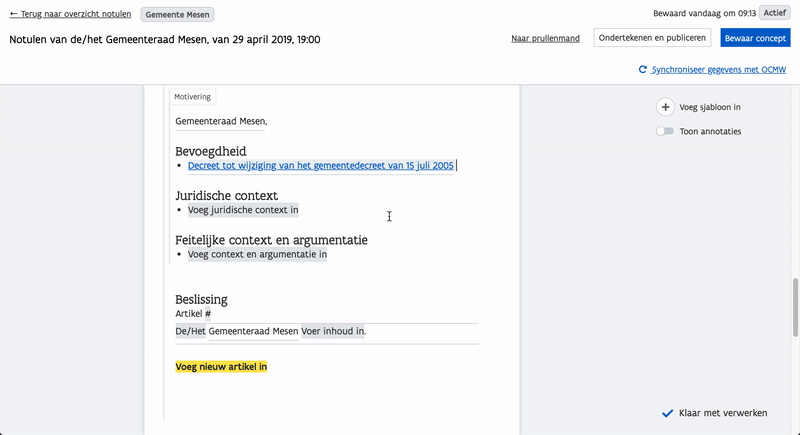 ← Terug naar overzicht notulen
Gemeente Mesen
Bewaard vandaag om 09:13
Actief
Notulen van de/het Gemeenteraad Mesen, van 29 april 2019, 19:00
Naar prullenmand
Ondertekenen en publiceren
Bewaar concept
Synchroniseer gegevens met OCMW
Motivering
Voeg sjabloon in
Gemeenteraad Mesen,
Toon annotaties
Bevoegdheid
• Decreet tot wijziging van het gemeentedecreet van 15 juli 2005
Juridische context
• Voeg juridische context in
Feitelijke context en argumentatie
• Voeg context en argumentatie in
Beslissing
Artikel #
De/Het Gemeenteraad Mesen Voer inhoud in.
Voeg nieuw artikel in
Klaar met verwerken